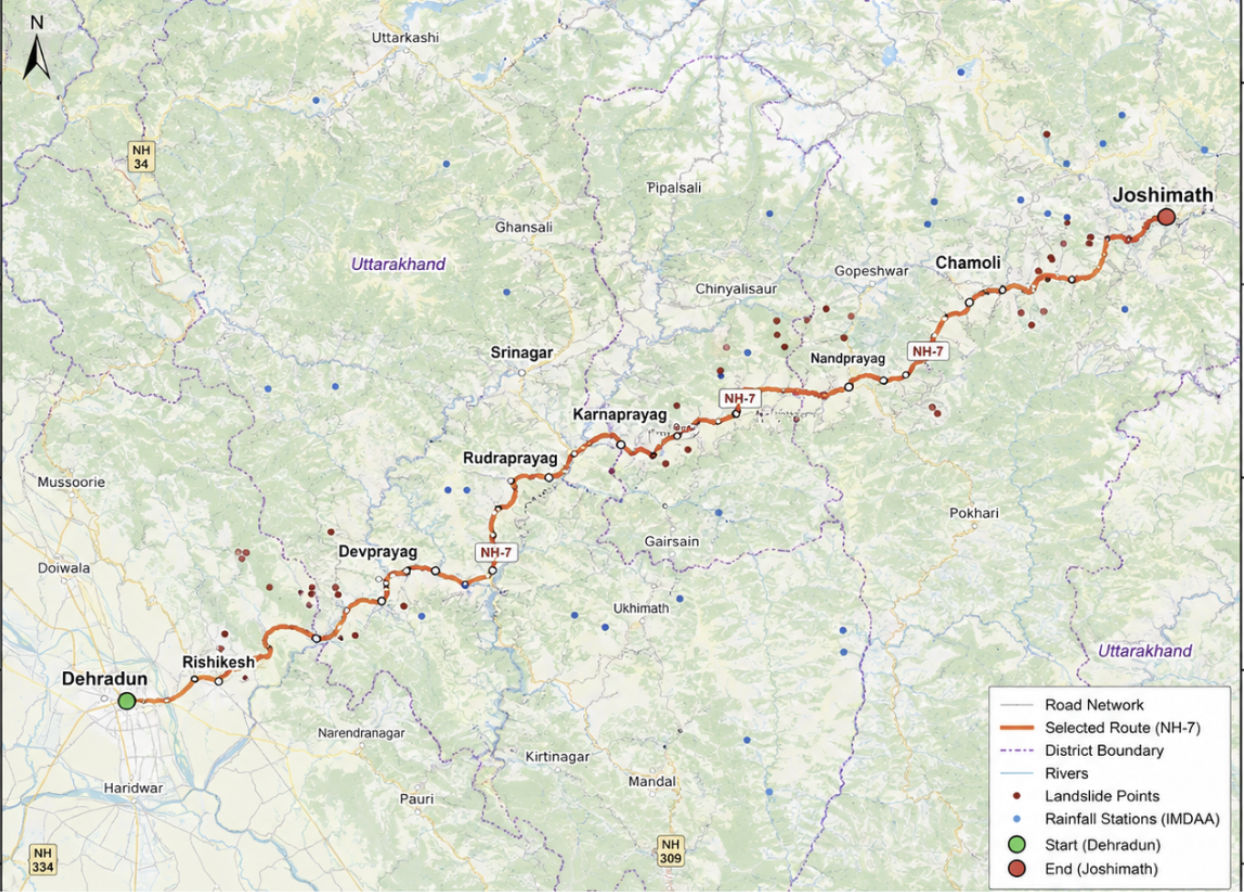 N
Uttarkashi
NH
34
Pipalsali
Joshimath
Ghansali
Uttarakhand
Gopeshwar
Chamoli
Chinyalisaur
Srinagar
Nandprayag
NH-7
NH-7
Karnaprayag
Rudraprayag
Mussoorie
Pokhari
Gairsain
Devprayag
NH-7
Doiwala
Ukhimath
Uttarakhand
Rishikesh
Dehradun
Narendranagar
Kirtinagar
Mandal
Haridwar
Pauri
NH
334
NH
309
Road Network
Selected Route (NH-7)
District Boundary
Rivers
Landslide Points
Rainfall Stations (IMDAA)
Start (Dehradun)
End (Joshimath)